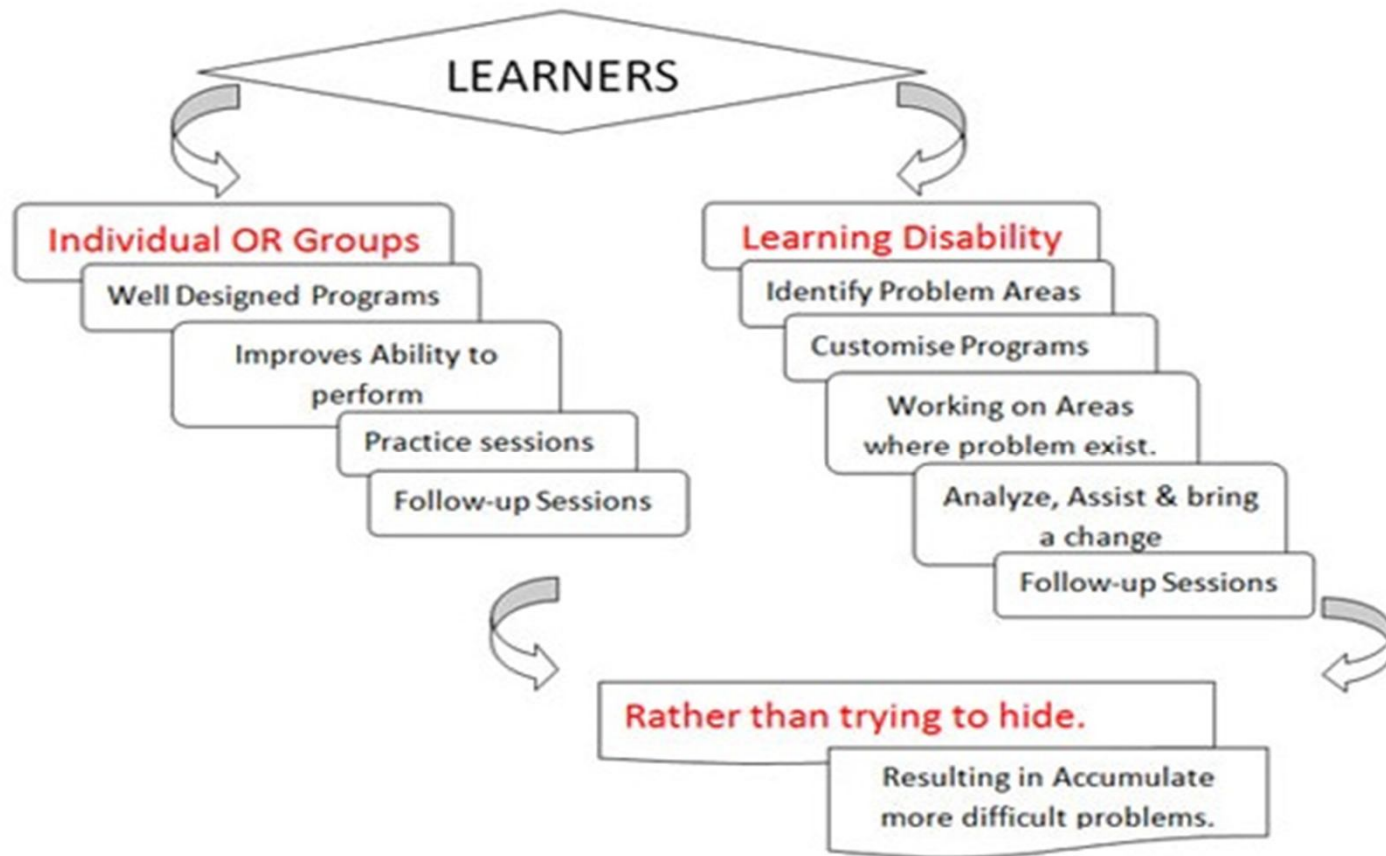 LEARNERS
Individual OR Groups
Well Designed Programs
Improves Ability to
perform
Practice sessions
Follow-up Sessions
Learning Disability
Identify Problem Areas
Customise Programs
Working on Areas
where problem exist.
Analyze, Assist & bring
a change
Follow-up Sessions
Rather than trying to hide.
Resulting in Accumulate
more difficult problems.